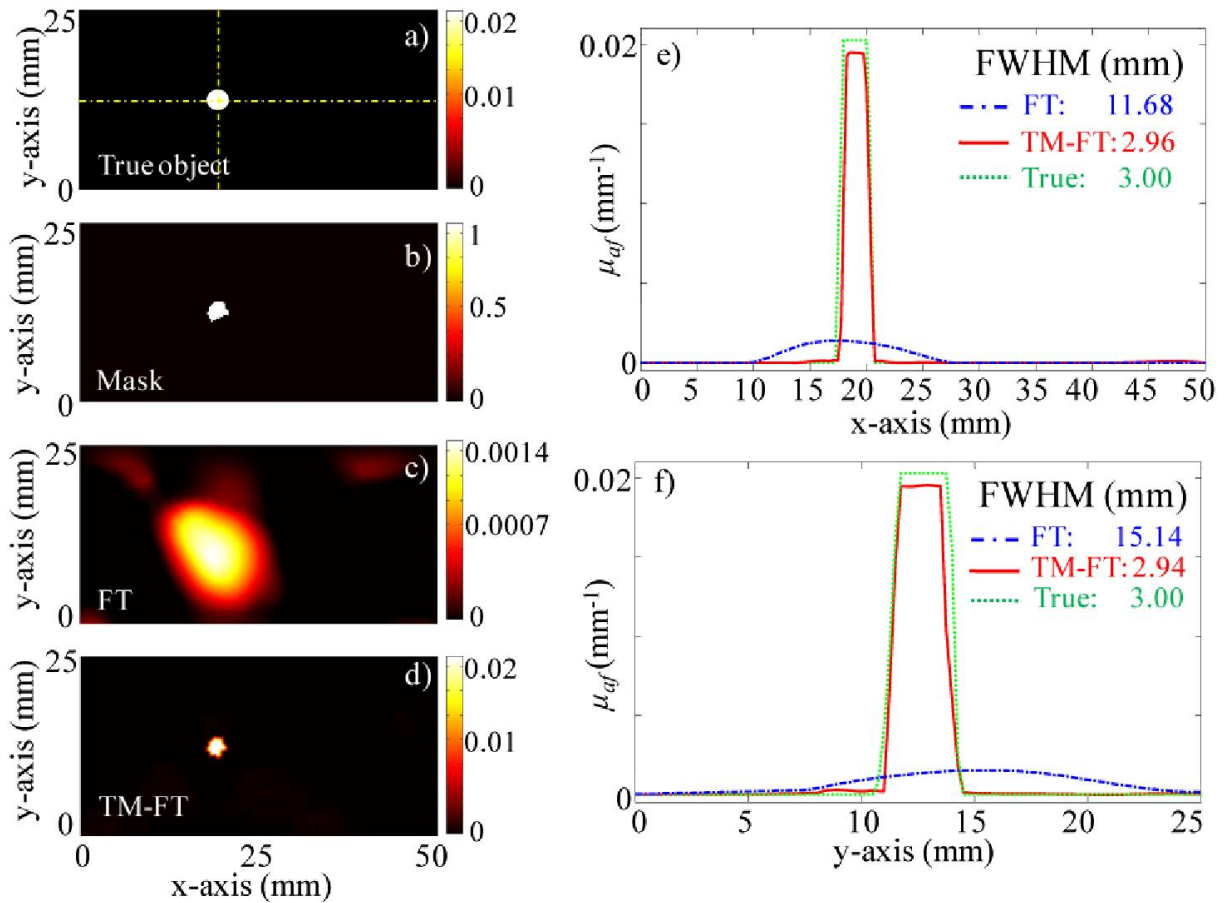 25
a)
0.02
0.01
0
y-axis (mm)
0
True object
25
b)
1
0.5
0
y-axis (mm)
0
Mask
25
c)
0.0014
0.0007
y-axis (mm)
0
FT
25
d)
0.02
0.01
0
y-axis (mm)
0
TM-FT
0 25 50
x-axis (mm)
e)
0.02
μaf (mm-1)
0
FWHM (mm)
FT: 11.68
TM-FT: 2.96
True: 3.00
0 5 10 15 20 25 30 35 40 45 50
x-axis (mm)
f)
0.02
μaf (mm-1)
0
FWHM (mm)
FT: 15.14
TM-FT: 2.94
True: 3.00
0 5 10 15 20 25
y-axis (mm)